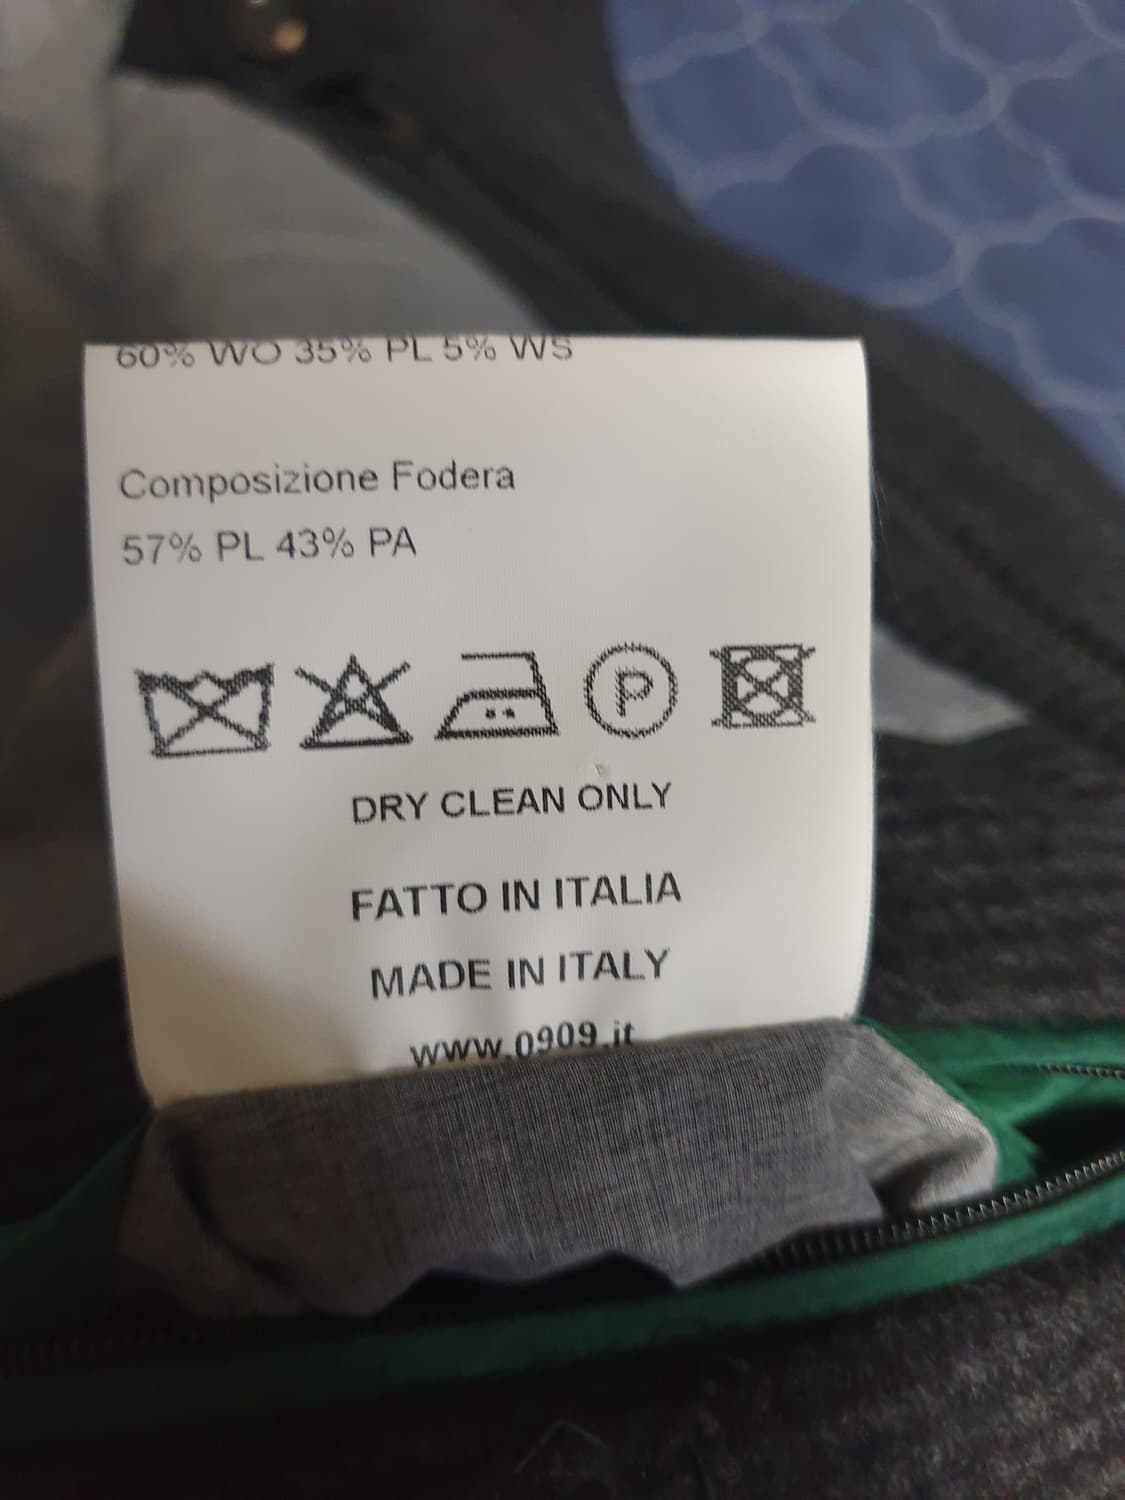 60% WO 35% PL 5% WS
Composizione Fodera
57% PL 43% PA
P
DRY CLEAN ONLY
FATTO IN ITALIA
MADE IN ITALY
www.0909.it